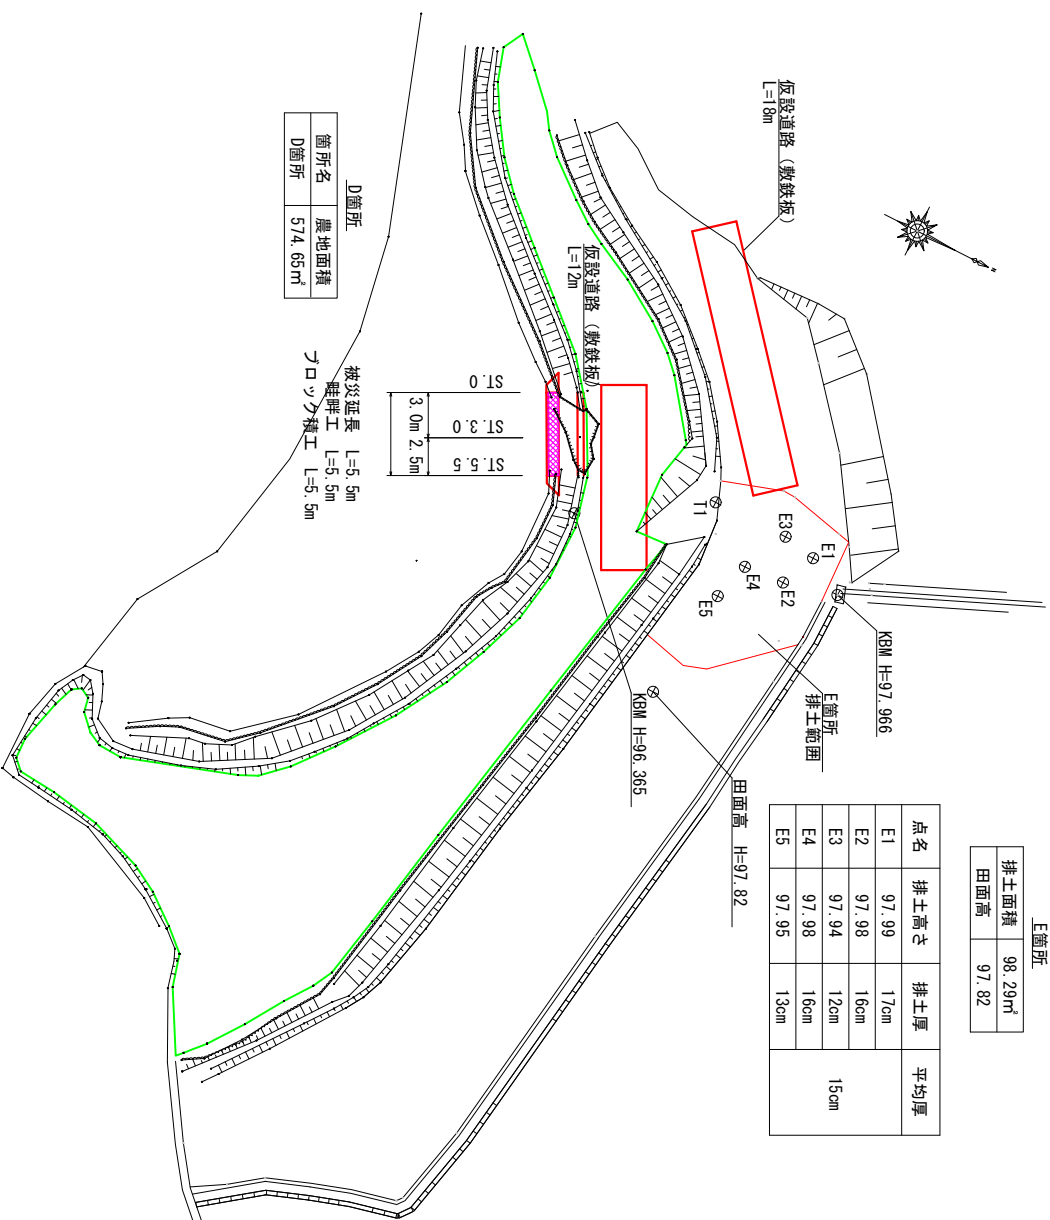 E箇所
排土面積 98.29㎡
田面高 97.82
点名 排土高さ 排土厚 平均厚
E1 97.99 17cm 15cm
E2 97.98 16cm
E3 97.94 12cm
E4 97.98 16cm
E5 97.95 13cm
KBM H=97.966
E箇所
排土範囲
仮設道路（敷鉄板）
L=18m
田面高 H=97.82
KBM H=96.365
仮設道路（敷鉄板）
L=12m
E1
E2
E3
E4
E5
T1
N
ST.0
ST.3.0
ST.5.5
3.0m 2.5m
被災延長 L=5.5m
畦畔工 L=5.5m
ブロック積工 L=5.5m
D箇所
箇所名 農地面積
D箇所 574.65㎡